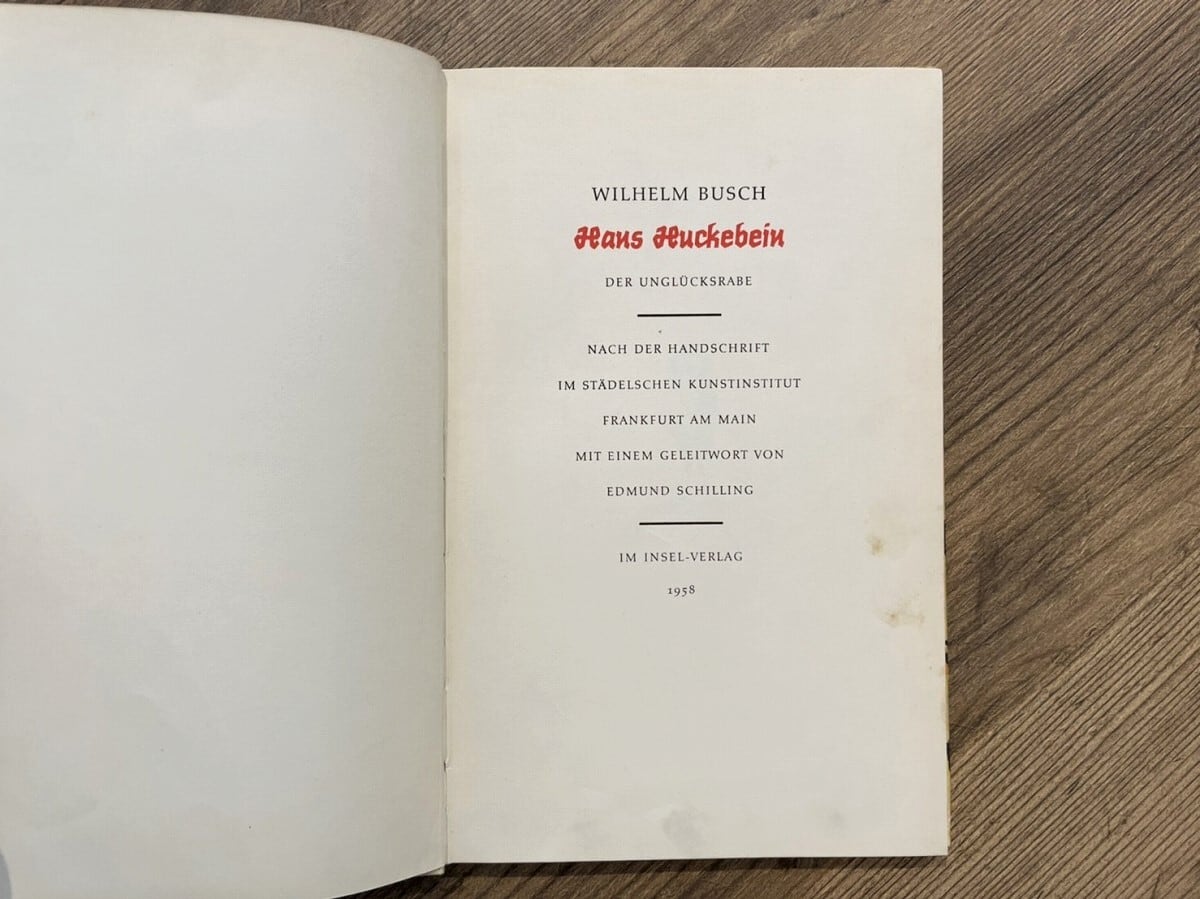 WILHELM BUSCH
Hans Huckebein
DER UNGLÜCKSRABE
NACH DER HANDSCHRIFT
IM STÄDELSCHEN KUNSTINSTITUT
FRANKFURT AM MAIN
MIT EINEM GELEITWORT VON
EDMUND SCHILLING
IM INSEL-VERLAG
1958